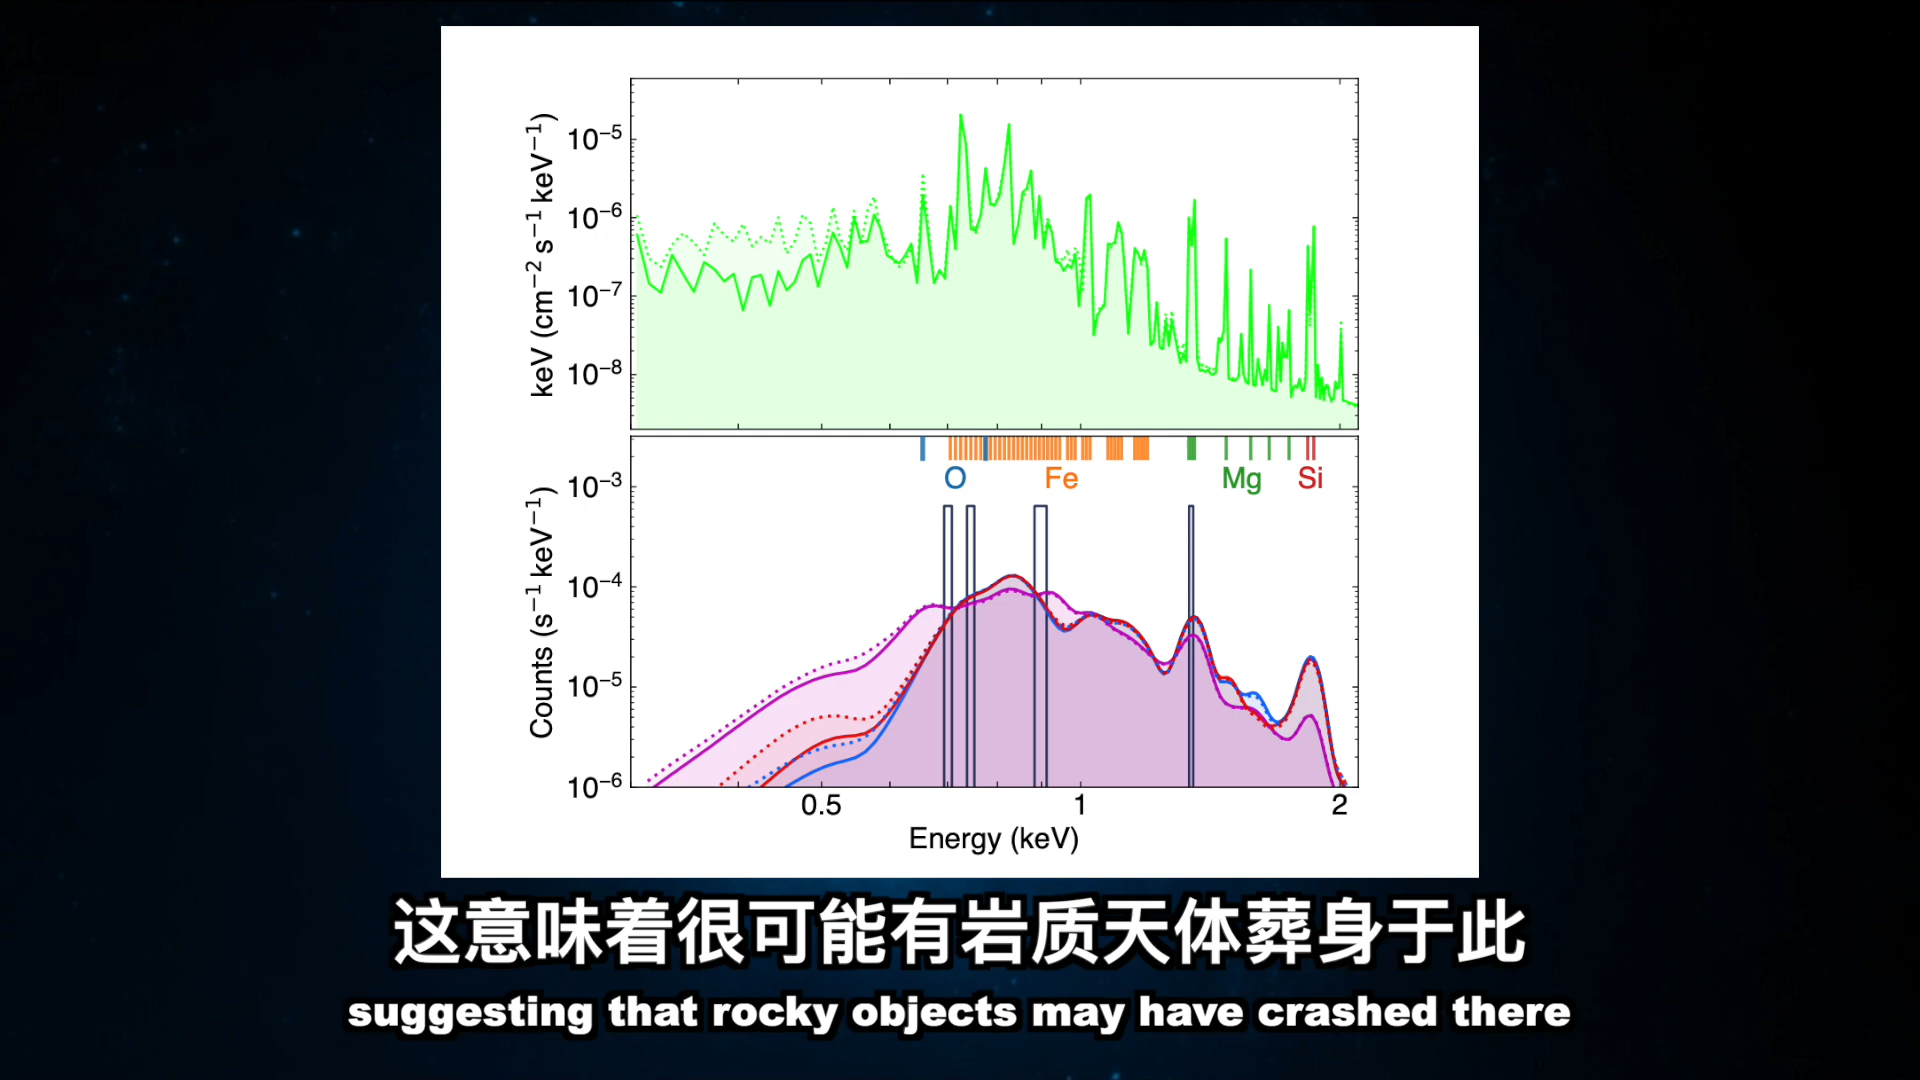 10⁻⁵
10⁻⁶
10⁻⁷
10⁻⁸
keV (cm⁻² s⁻¹ keV⁻¹)
O Fe Mg Si
10⁻³
10⁻⁴
10⁻⁵
10⁻⁶
Counts (s⁻¹ keV⁻¹)
0.5 1 2
Energy (keV)
这意味着很可能有岩质天体葬身于此
suggesting that rocky objects may have crashed there